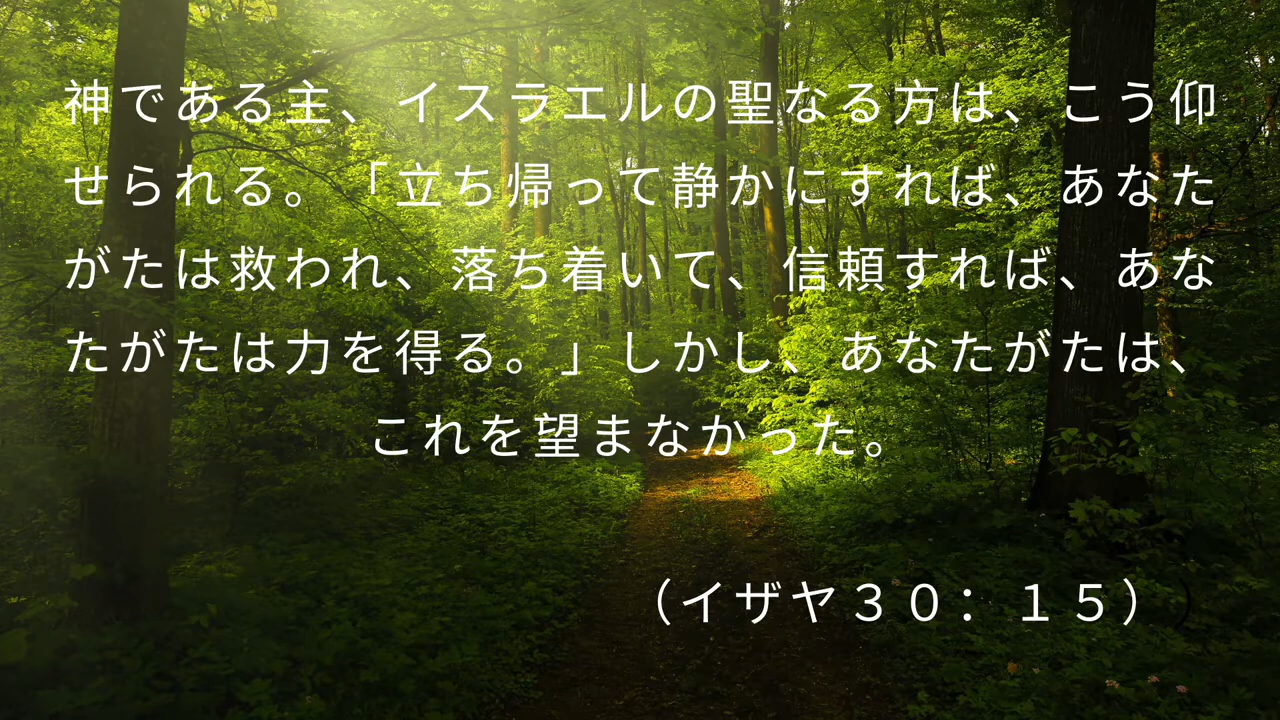 神である主、イスラエルの聖なる方は、こう仰
せられる。「立ち帰って静かにすれば、あなた
がたは救われ、落ち着いて、信頼すれば、あな
たがたは力を得る。」しかし、あなたがたは、
これを望まなかった。
（イザヤ３０：１５）